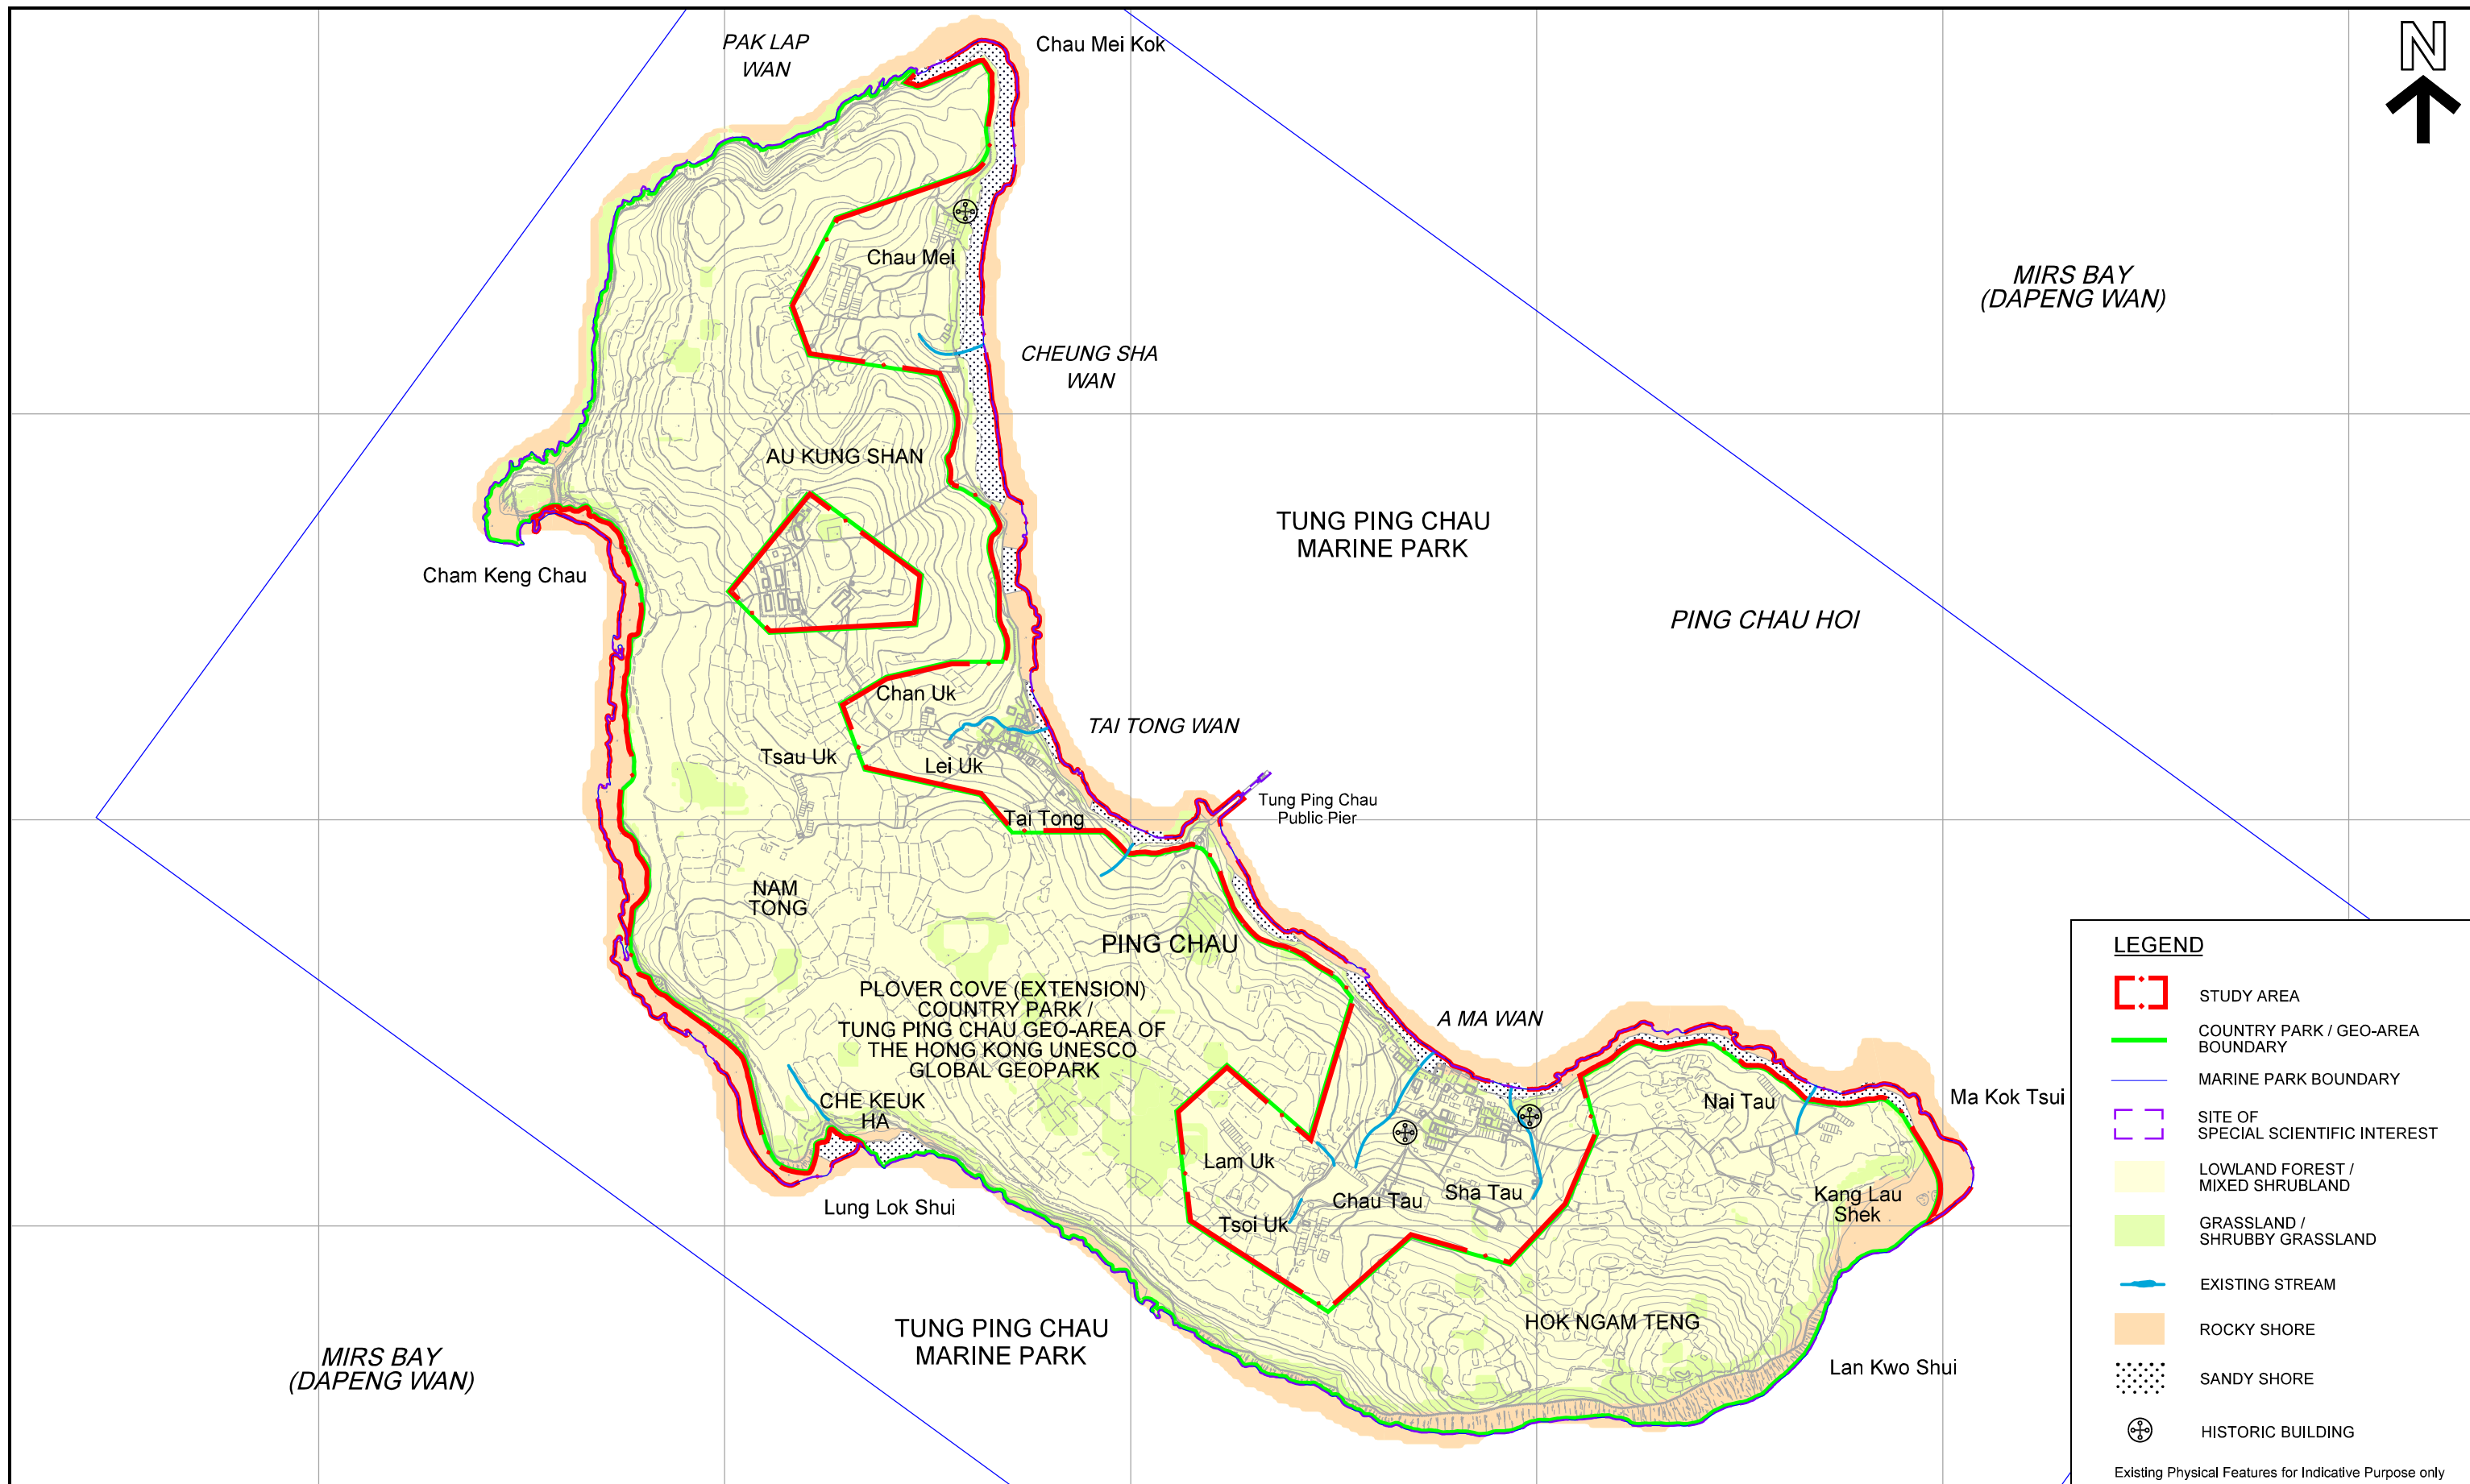 PAK LAP
WAN
Chau Mei Kok
N
Chau Mei
MIRS BAY
(DAPENG WAN)
CHEUNG SHA
WAN
AU KUNG SHAN
TUNG PING CHAU
MARINE PARK
Cham Keng Chau
PING CHAU HOI
Chan Uk
TAI TONG WAN
Tsau Uk
Lei Uk
Tung Ping Chau
Public Pier
Tai Tong
NAM
TONG
PING CHAU
PLOVER COVE (EXTENSION)
COUNTRY PARK /
TUNG PING CHAU GEO-AREA OF
THE HONG KONG UNESCO
GLOBAL GEOPARK
A MA WAN
CHE KEUK
HA
Nai Tau
Ma Kok Tsui
Lam Uk
Chau Tau
Sha Tau
Kang Lau
Shek
Lung Lok Shui
Tsoi Uk
HOK NGAM TENG
TUNG PING CHAU
MARINE PARK
MIRS BAY
(DAPENG WAN)
Lan Kwo Shui
LEGEND
STUDY AREA
COUNTRY PARK / GEO-AREA
BOUNDARY
MARINE PARK BOUNDARY
SITE OF
SPECIAL SCIENTIFIC INTEREST
LOWLAND FOREST /
MIXED SHRUBLAND
GRASSLAND /
SHRUBBY GRASSLAND
EXISTING STREAM
ROCKY SHORE
SANDY SHORE
HISTORIC BUILDING
Existing Physical Features for Indicative Purpose only